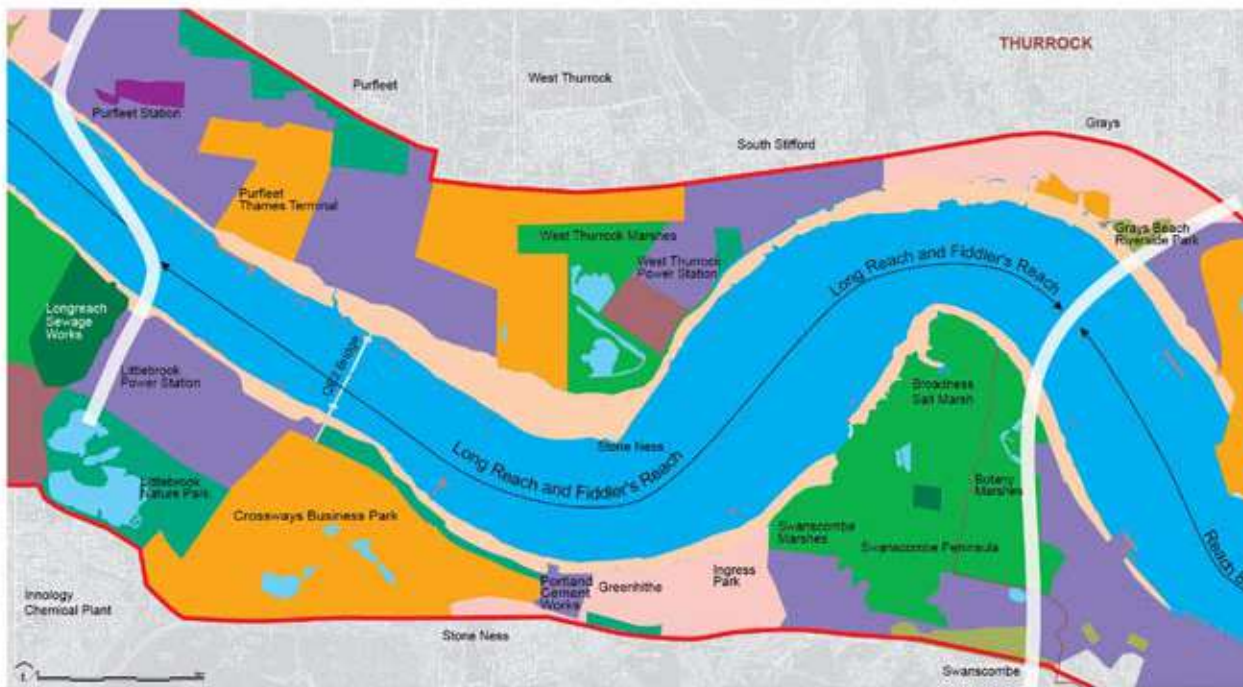 THURROCK
Purfleet
West Thurrock
Grays
South Stifford
Purfleet Station
Purfleet
Thames Terminal
West Thurrock Marshes
West Thurrock
Power Station
Grays Beach
Riverside Park
Long Reach and Fiddler's Reach
Longreach
Sewage
Works
Littlebrook
Power Station
QE2 Bridge
Broadness
Salt Marsh
Stone Ness
Long Reach and Fiddler's Reach
Littlebrook
Nature Park
Botany
Marshes
Crossways Business Park
Swanscombe
Marshes
Swanscombe Peninsula
Portland
Cement
Works
Greenhithe
Ingress
Park
Innology
Chemical Plant
Stone Ness
Swanscombe
Reach